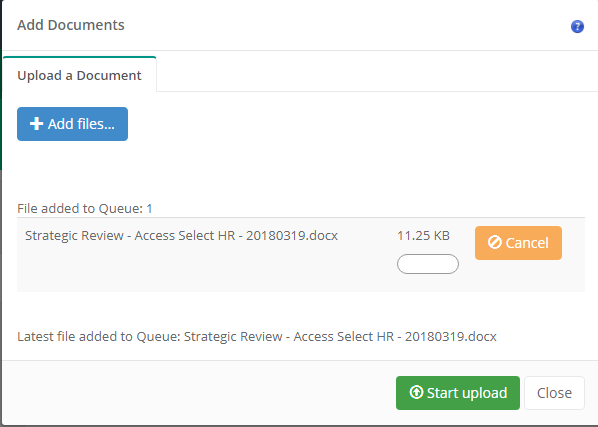 Add Documents
?
Upload a Document
Add files...
File added to Queue: 1
Strategic Review - Access Select HR - 20180319.docx 11.25 KB Cancel
Latest file added to Queue: Strategic Review - Access Select HR - 20180319.docx
Start upload Close